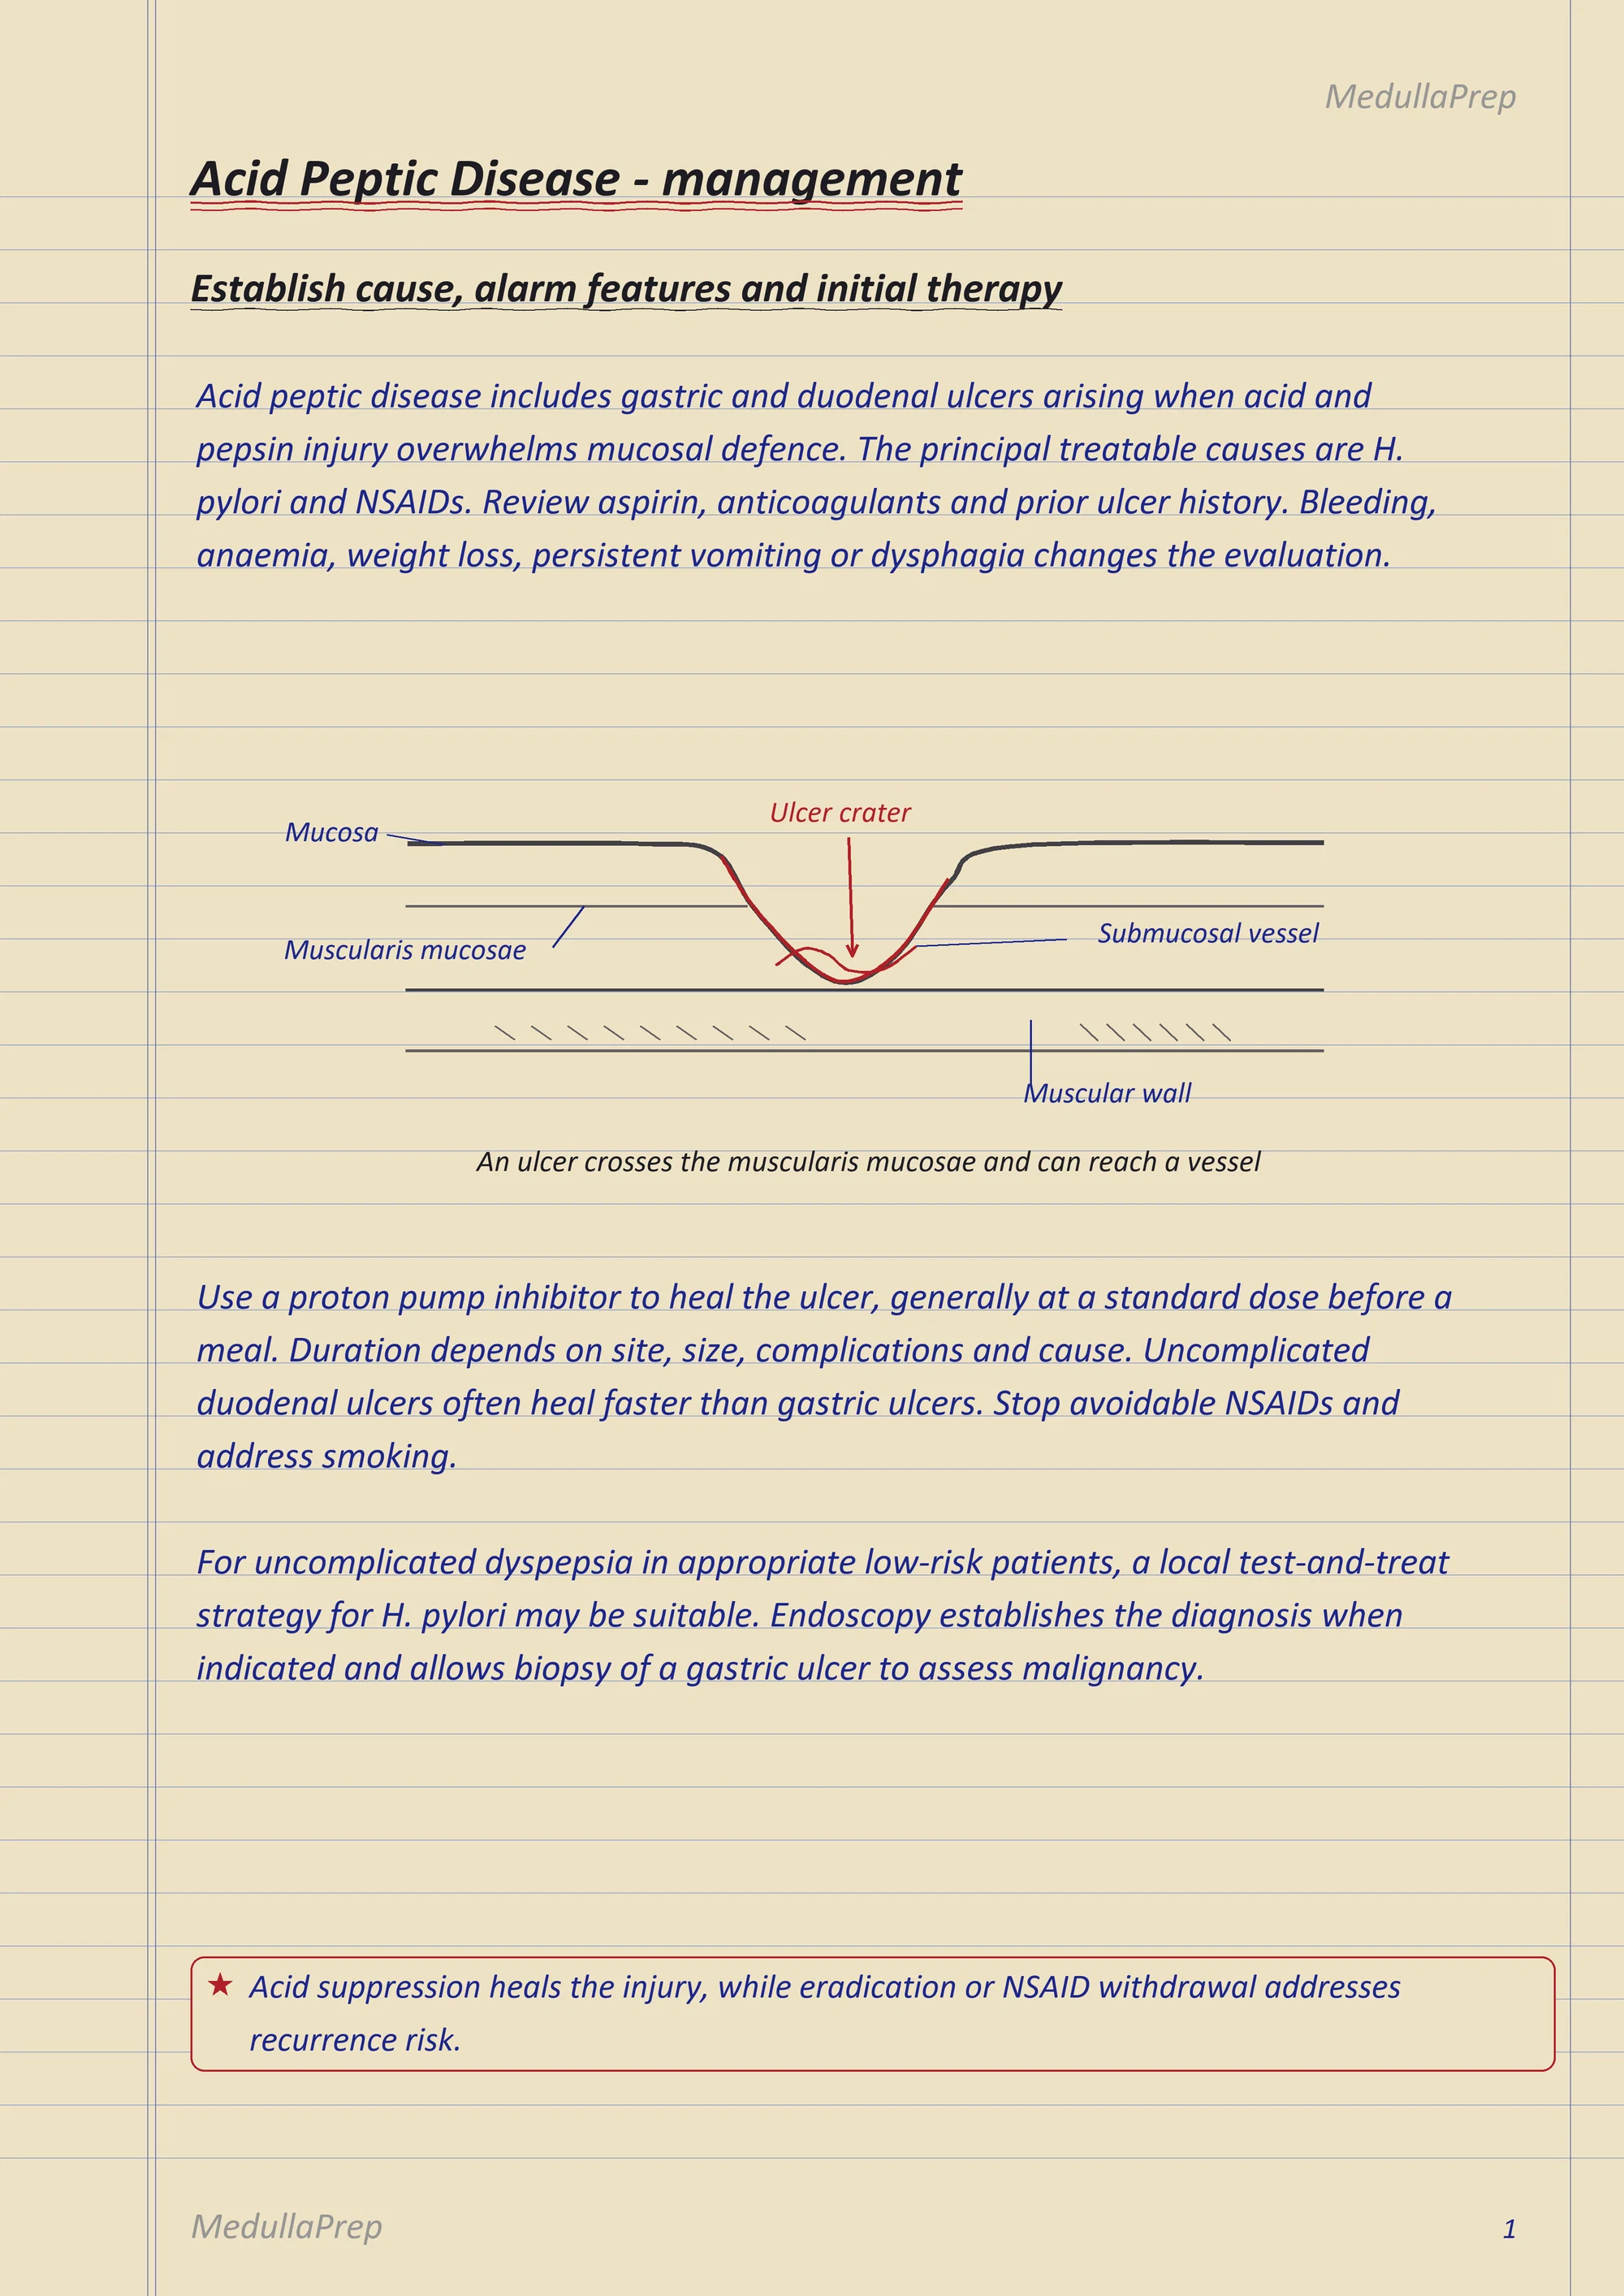 MedullaPrep
Acid Peptic Disease - management
Establish cause, alarm features and initial therapy
Acid peptic disease includes gastric and duodenal ulcers arising when acid and
pepsin injury overwhelms mucosal defence. The principal treatable causes are H.
pylori and NSAIDs. Review aspirin, anticoagulants and prior ulcer history. Bleeding,
anaemia, weight loss, persistent vomiting or dysphagia changes the evaluation.
Ulcer crater
Mucosa
Submucosal vessel
Muscularis mucosae
Muscular wall
An ulcer crosses the muscularis mucosae and can reach a vessel
Use a proton pump inhibitor to heal the ulcer, generally at a standard dose before a
meal. Duration depends on site, size, complications and cause. Uncomplicated
duodenal ulcers often heal faster than gastric ulcers. Stop avoidable NSAIDs and
address smoking.
For uncomplicated dyspepsia in appropriate low-risk patients, a local test-and-treat
strategy for H. pylori may be suitable. Endoscopy establishes the diagnosis when
indicated and allows biopsy of a gastric ulcer to assess malignancy.
★ Acid suppression heals the injury, while eradication or NSAID withdrawal addresses
recurrence risk.
MedullaPrep
1